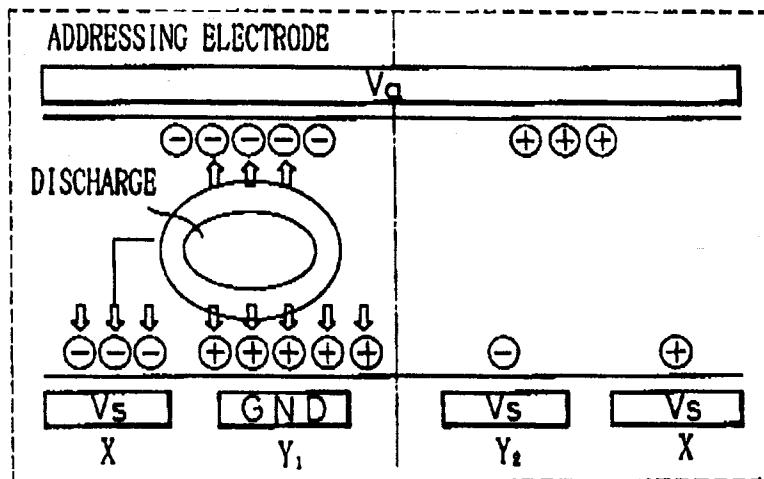 ADDRESSING ELECTRODE
Va
− − − − − + + +
DISCHARGE
− − − + + + + + − +
Vs GND Vs Vs
X Y₁ Y₂ X